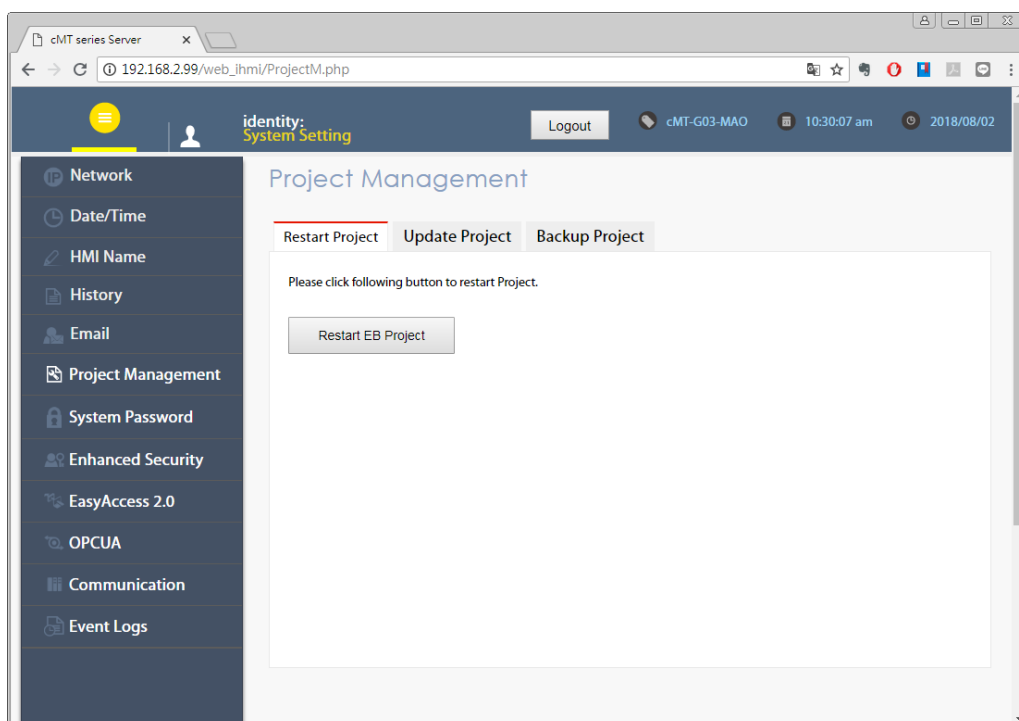 cMT series Server
192.168.2.99/web_ihmi/ProjectM.php
identity:
System Setting
Logout
cMT-G03-MAO
10:30:07 am
2018/08/02
Network
Date/Time
HMI Name
History
Email
Project Management
System Password
Enhanced Security
EasyAccess 2.0
OPCUA
Communication
Event Logs
Project Management
Restart Project Update Project Backup Project
Please click following button to restart Project.
Restart EB Project